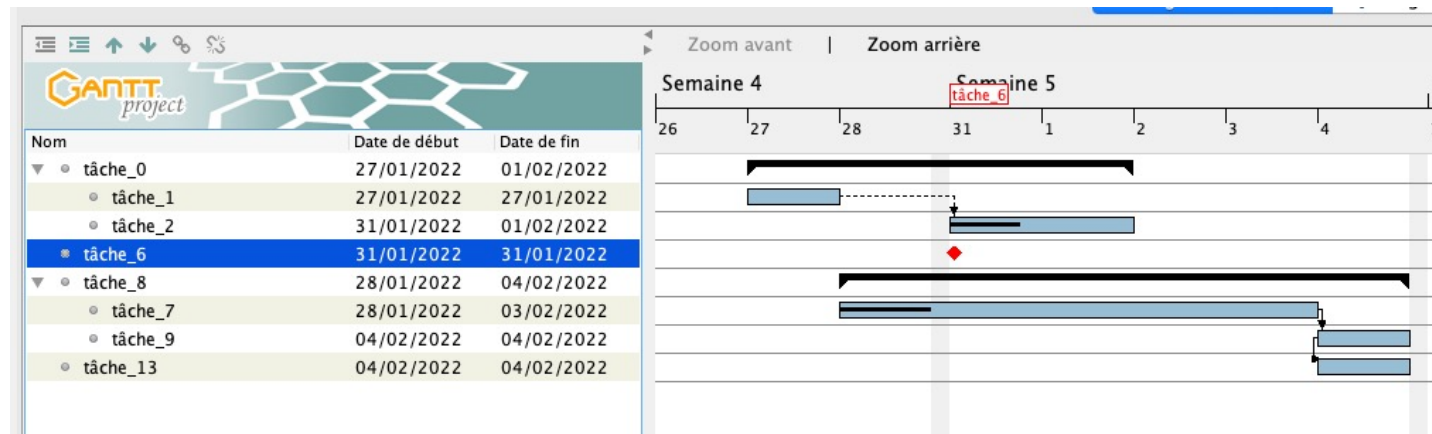 Zoom avant | Zoom arrière
GANTT project
Semaine 4 Semaine 5
tâche_6
26 27 28 31 1 2 3 4
Nom Date de début Date de fin
tâche_0 27/01/2022 01/02/2022
tâche_1 27/01/2022 27/01/2022
tâche_2 31/01/2022 01/02/2022
tâche_6 31/01/2022 31/01/2022
tâche_8 28/01/2022 04/02/2022
tâche_7 28/01/2022 03/02/2022
tâche_9 04/02/2022 04/02/2022
tâche_13 04/02/2022 04/02/2022